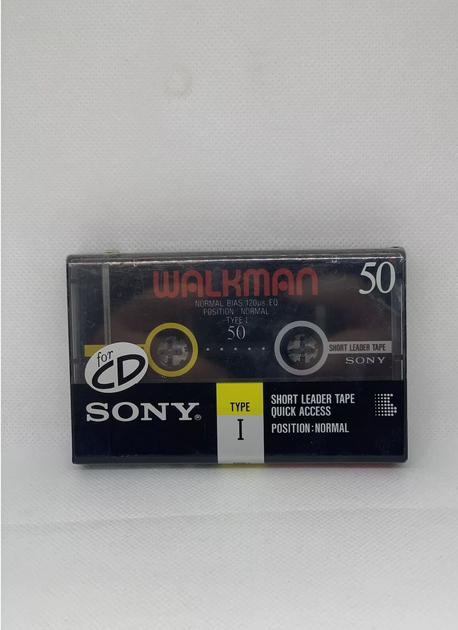 WALKMAN
50
NORMAL BIAS 120µs EQ
POSITION NORMAL
TYPE I
50
SHORT LEADER TAPE
SONY
for
CD
SONY®
TYPE
I
SHORT LEADER TAPE
QUICK ACCESS
POSITION:NORMAL